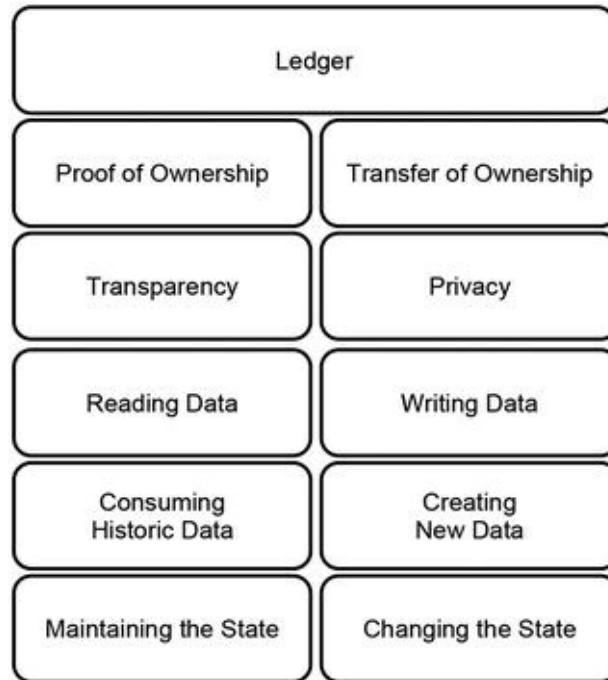 Ledger
Proof of Ownership
Transfer of Ownership
Transparency
Privacy
Reading Data
Writing Data
Consuming
Historic Data
Creating
New Data
Maintaining the State
Changing the State